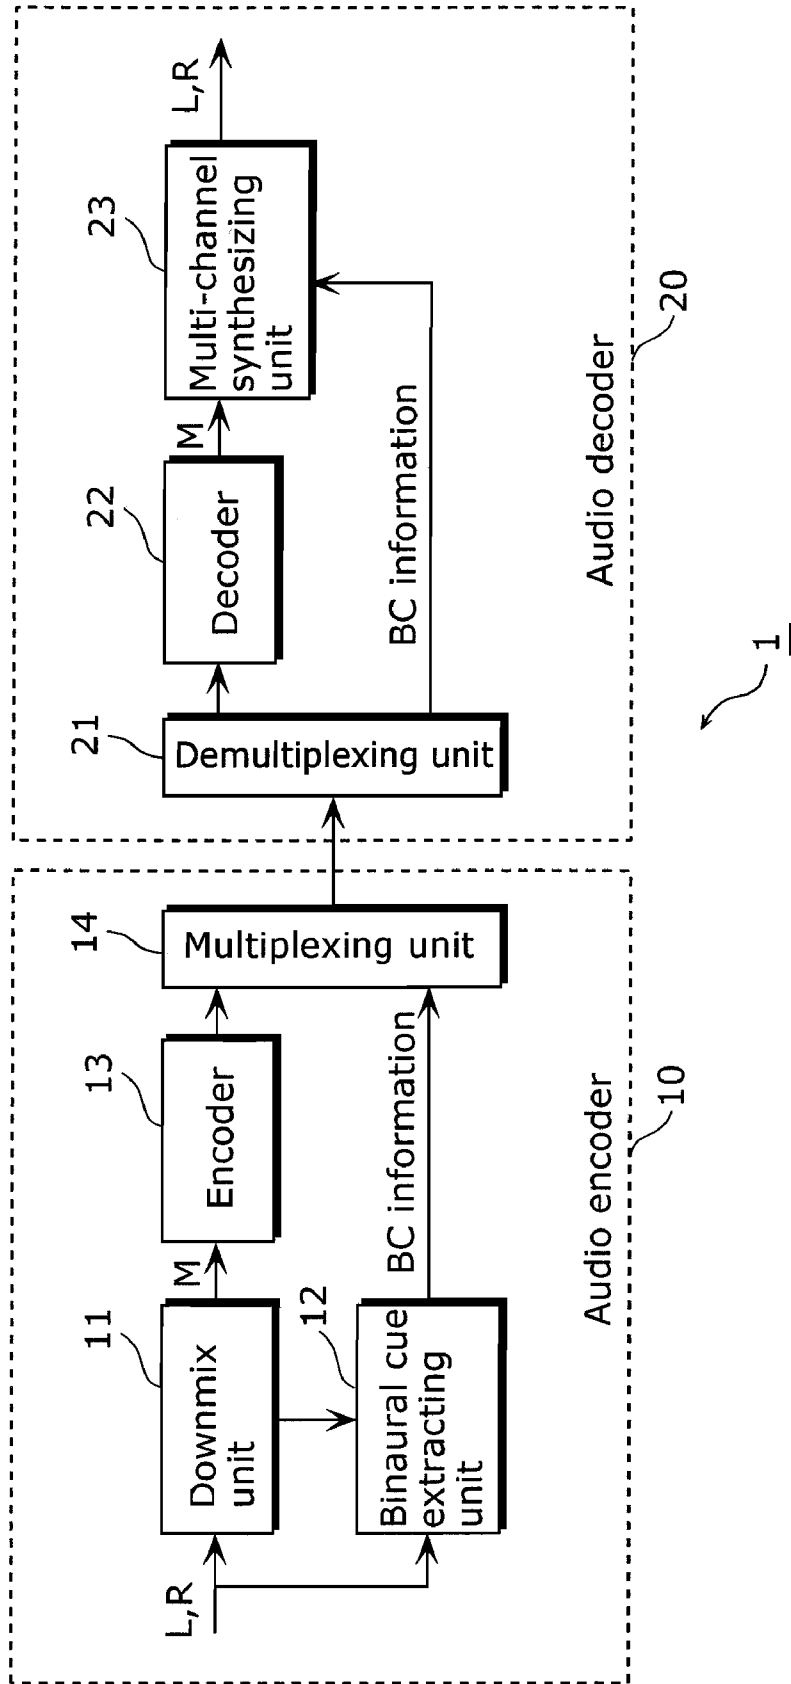 L,R
11
Downmix
unit
M
13
Encoder
14
Multiplexing unit
12
Binaural cue
extracting
unit
BC information
Audio encoder
10
21
Demultiplexing unit
22
Decoder
M
23
Multi-channel
synthesizing
unit
L,R
BC information
Audio decoder
20
1